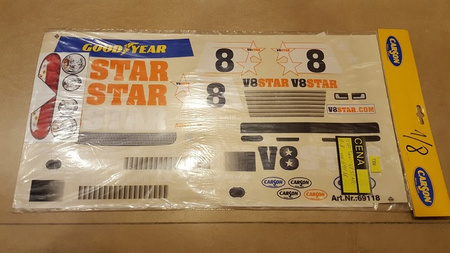 GOODYEAR
STAR
STAR
8
8
8
V8STAR V8STAR
V8STAR.COM
V8
CENA
CARSON CARSON
CARSON CARSON
Art.Nr.:69118
CARSON
1/8
CARSON